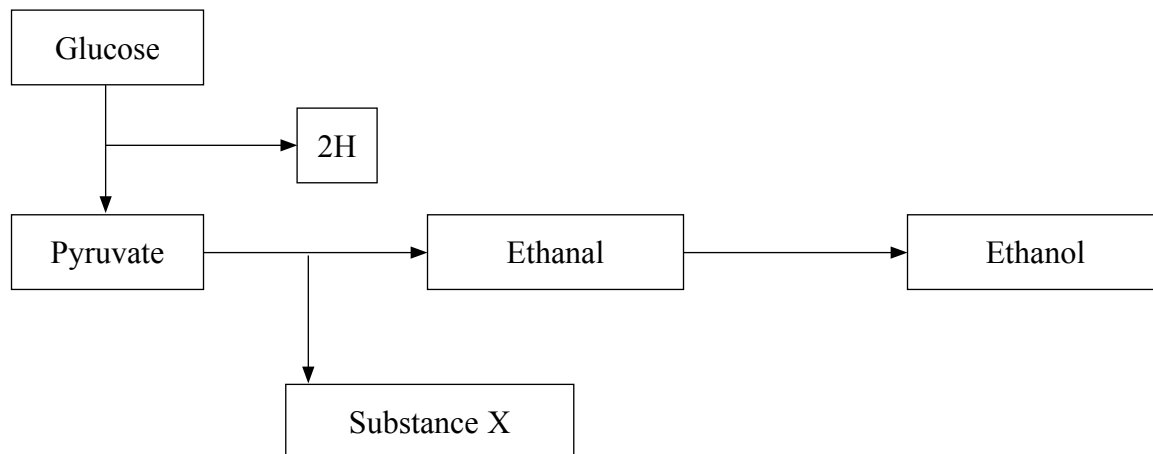 Glucose
2H
Pyruvate
Ethanal
Ethanol
Substance X